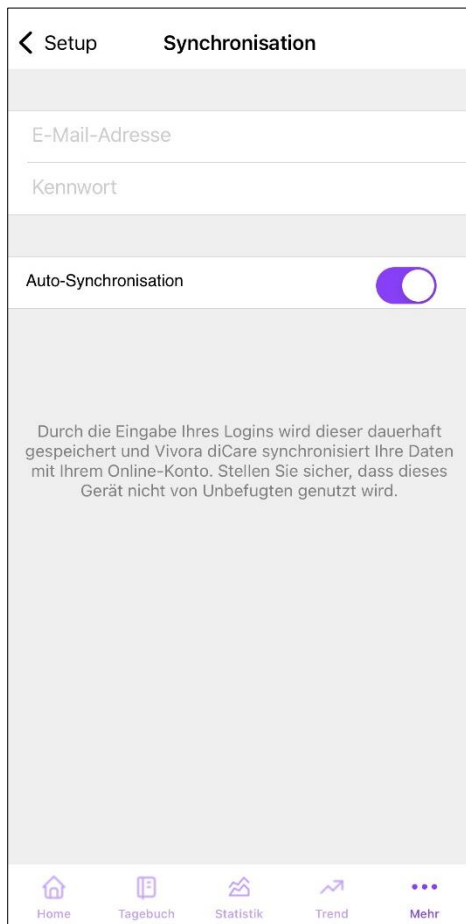 Setup
Synchronisation
E-Mail-Adresse
Kennwort
Auto-Synchronisation
Durch die Eingabe Ihres Logins wird dieser dauerhaft
gespeichert und Vivora diCare synchronisiert Ihre Daten
mit Ihrem Online-Konto. Stellen Sie sicher, dass dieses
Gerät nicht von Unbefugten genutzt wird.
Home
Tagebuch
Statistik
Trend
Mehr